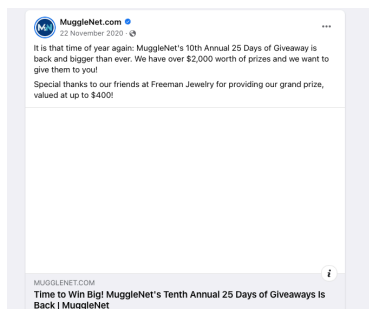 MuggleNet.com
22 November 2020 ·
It is that time of year again: MuggleNet's 10th Annual 25 Days of Giveaway is
back and bigger than ever. We have over $2,000 worth of prizes and we want to
give them to you!
Special thanks to our friends at Freeman Jewelry for providing our grand prize,
valued at up to $400!
i
MUGGLENET.COM
Time to Win Big! MuggleNet's Tenth Annual 25 Days of Giveaways Is
Back | MuggleNet